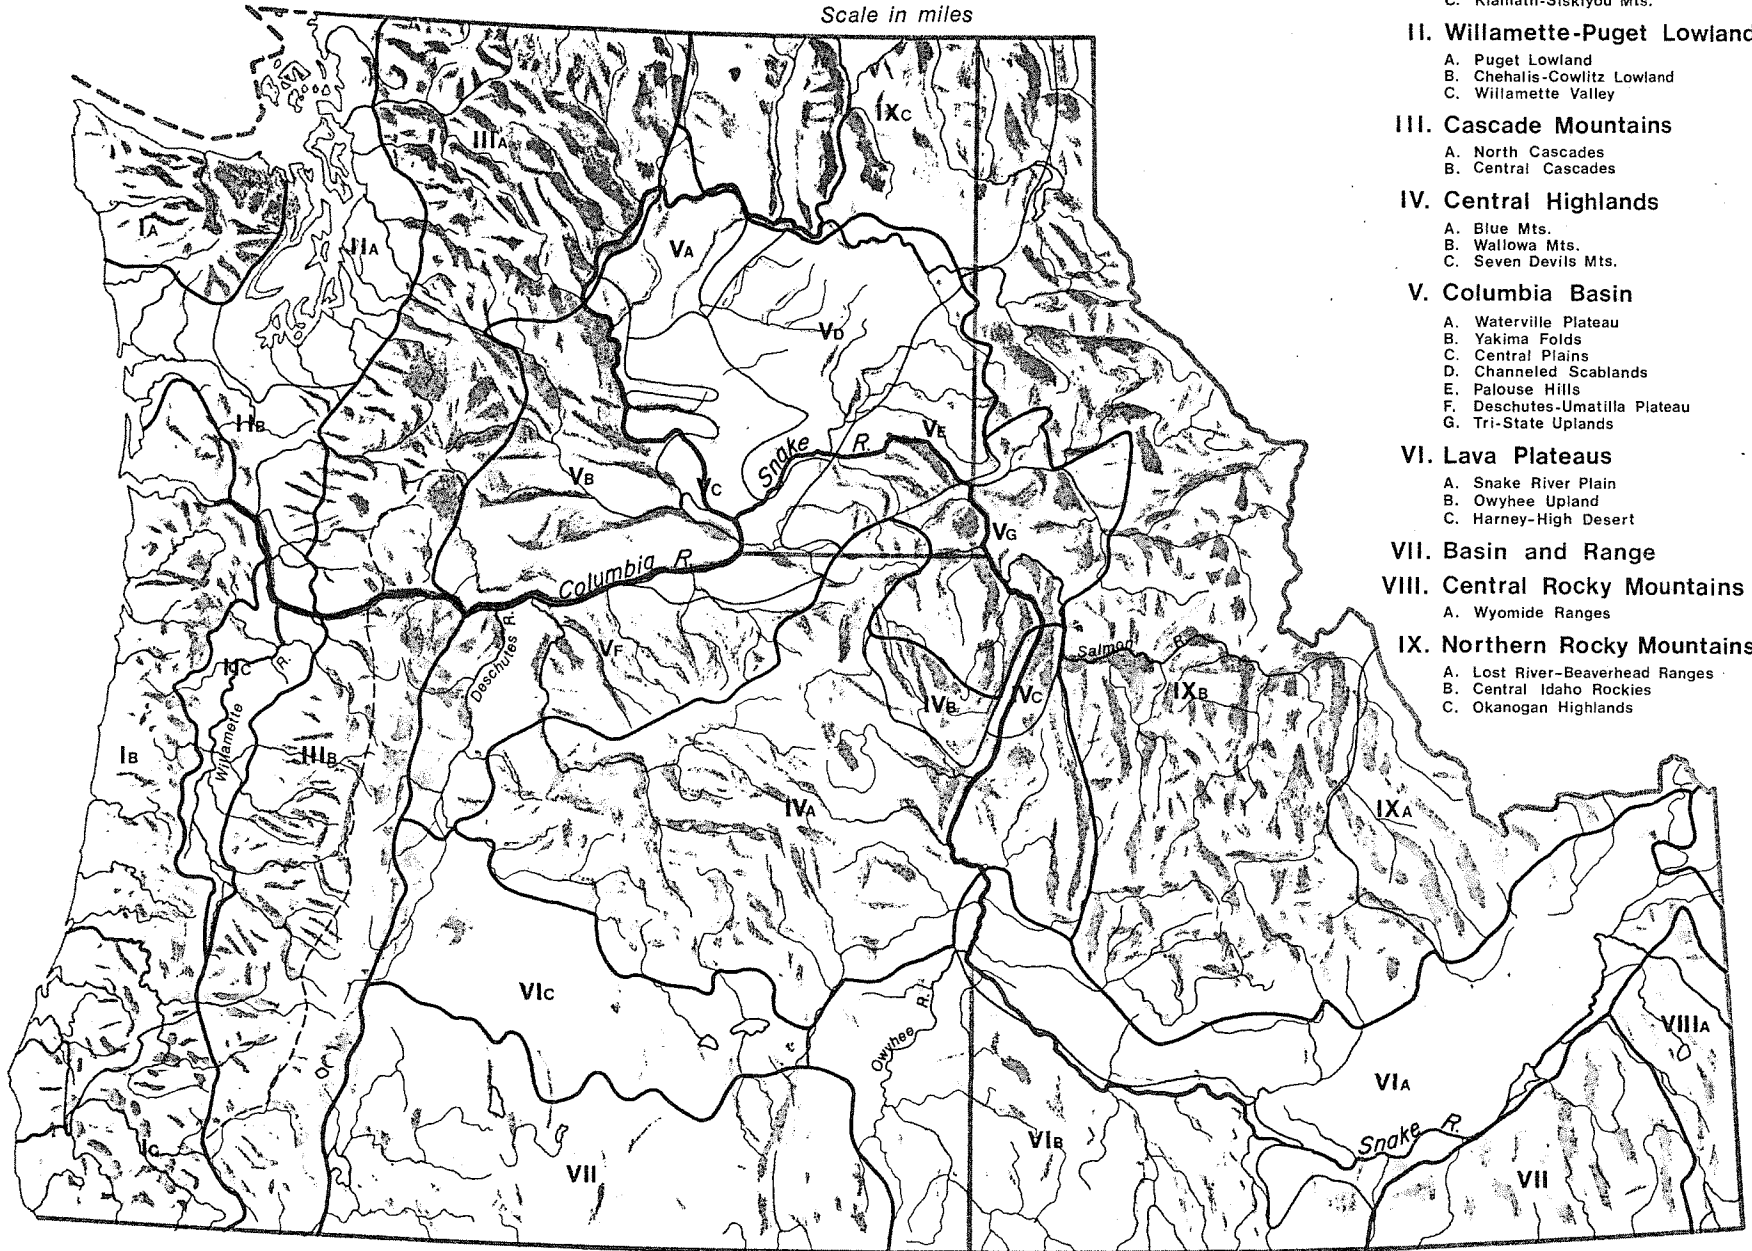 Scale in miles
C. Klamath-Siskiyou Mts.
II. Willamette-Puget Lowland
A. Puget Lowland
B. Chehalis-Cowlitz Lowland
C. Willamette Valley
III. Cascade Mountains
A. North Cascades
B. Central Cascades
IV. Central Highlands
A. Blue Mts.
B. Wallowa Mts.
C. Seven Devils Mts.
V. Columbia Basin
A. Waterville Plateau
B. Yakima Folds
C. Central Plains
D. Channeled Scablands
E. Palouse Hills
F. Deschutes-Umatilla Plateau
G. Tri-State Uplands
VI. Lava Plateaus
A. Snake River Plain
B. Owyhee Upland
C. Harney-High Desert
VII. Basin and Range
VIII. Central Rocky Mountains
A. Wyomide Ranges
IX. Northern Rocky Mountains
A. Lost River-Beaverhead Ranges
B. Central Idaho Rockies
C. Okanogan Highlands
IXC
IIIA
IA
IIA
VA
VD
IIB
VE
Snake R.
VB
VC
VG
Columbia R.
Deschutes R.
VF
Salmon R.
IIC
R.
IVB
IVC
IXB
IB
Willamette
IIIB
IVA
IXA
VIC
Owyhee R.
VIIIA
VIA
VIB
Snake R.
IC
VII
VII